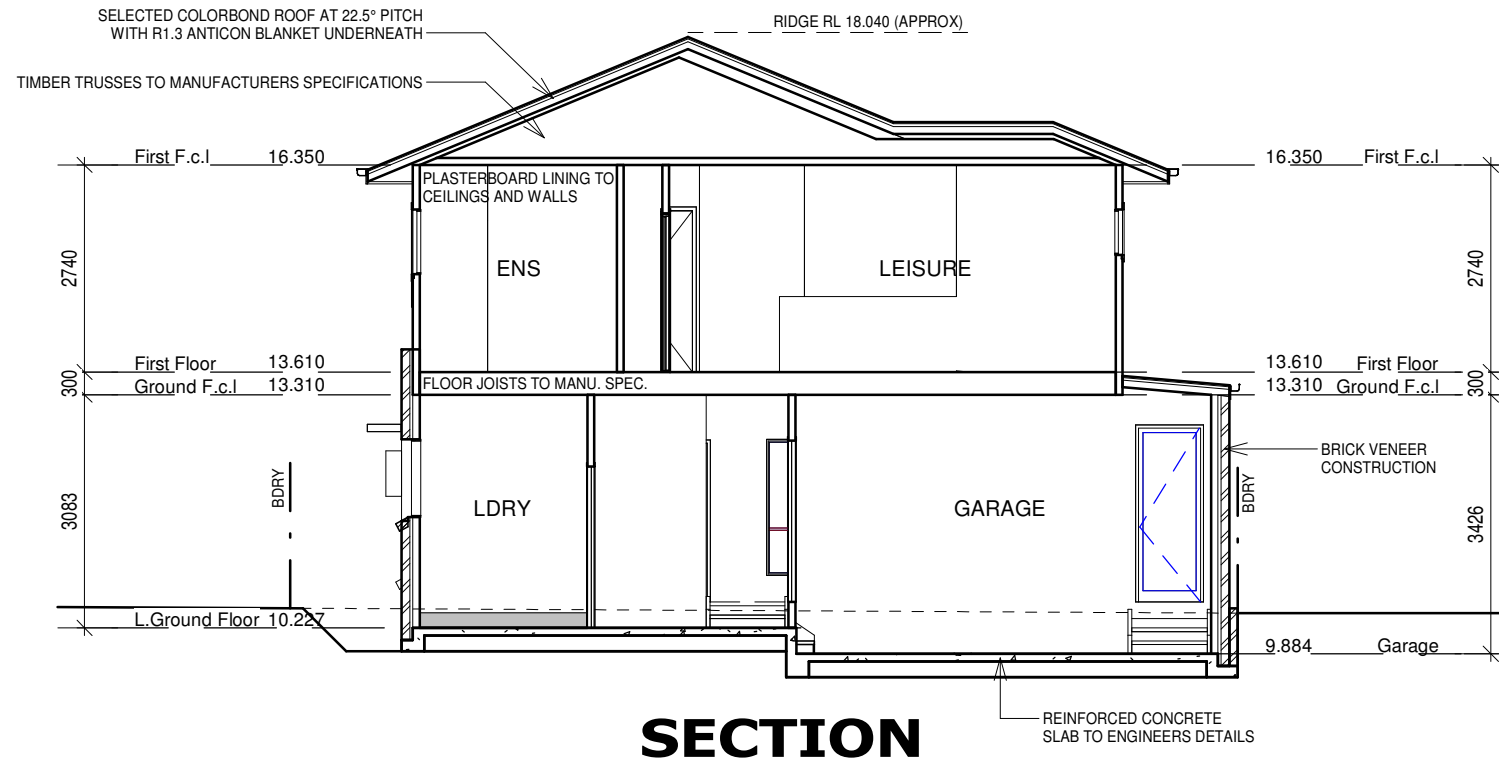 SELECTED COLORBOND ROOF AT 22.5° PITCH
WITH R1.3 ANTICON BLANKET UNDERNEATH
RIDGE RL 18.040 (APPROX)
TIMBER TRUSSES TO MANUFACTURERS SPECIFICATIONS
First F.c.l 16.350
16.350 First F.c.l
PLASTERBOARD LINING TO
CEILINGS AND WALLS
2740
ENS
LEISURE
2740
First Floor 13.610
13.610 First Floor
300
Ground F.c.l 13.310
FLOOR JOISTS TO MANU. SPEC.
13.310 Ground F.c.l
300
BRICK VENEER
CONSTRUCTION
BDRY
3083
LDRY
GARAGE
BDRY
3426
L.Ground Floor 10.227
9.884 Garage
REINFORCED CONCRETE
SLAB TO ENGINEERS DETAILS
SECTION